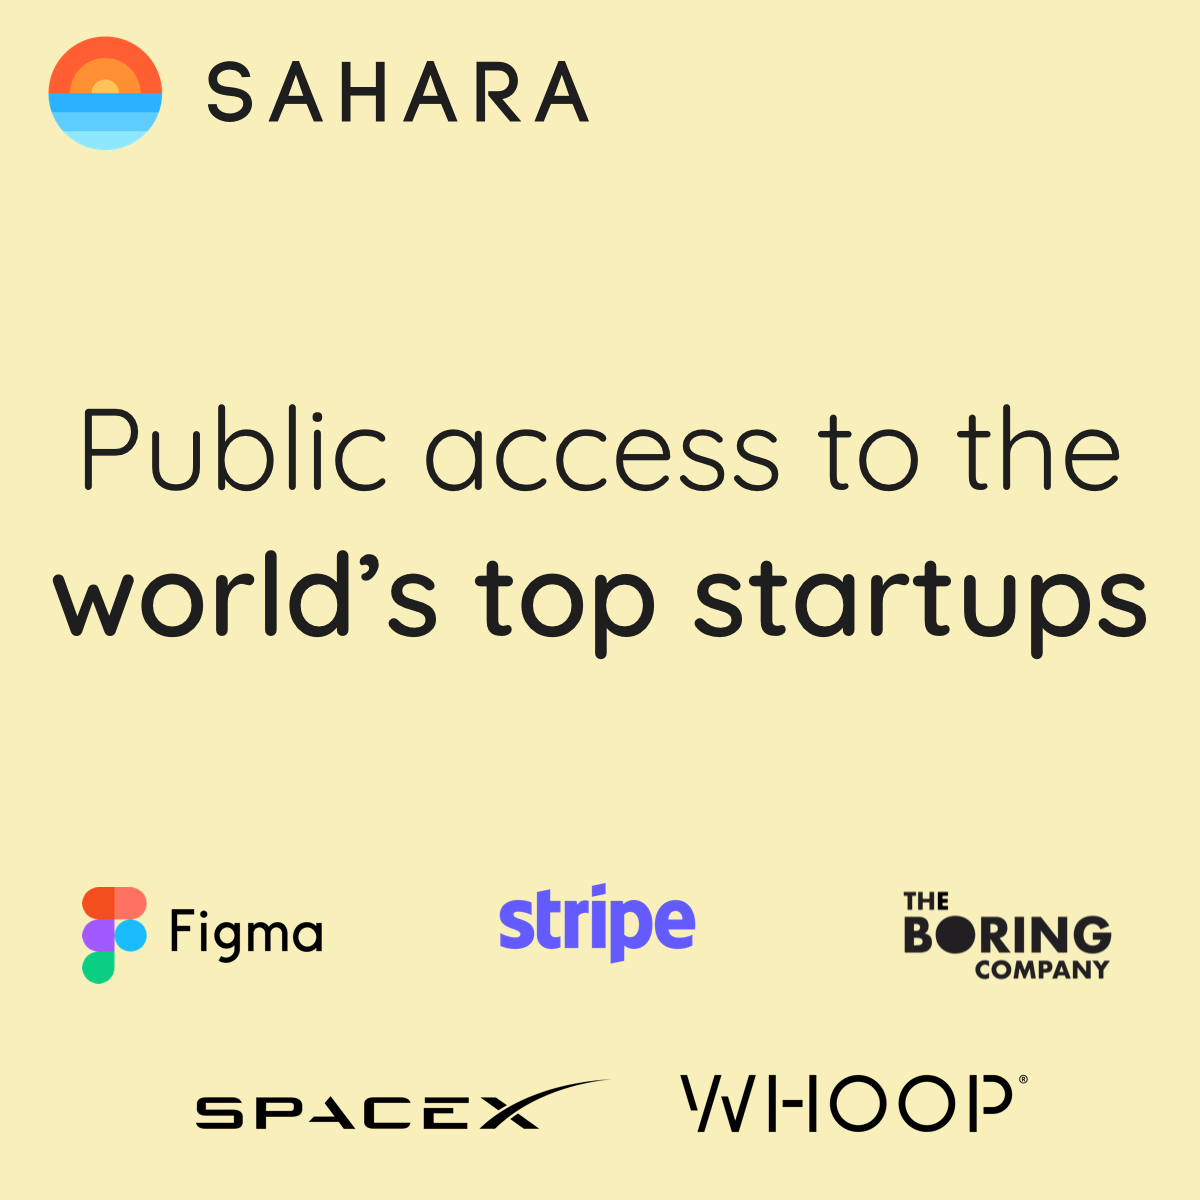 SAHARA
Public access to the
world’s top startups
Figma
stripe
THE
BORING
COMPANY
SPACEX
WHOOP®